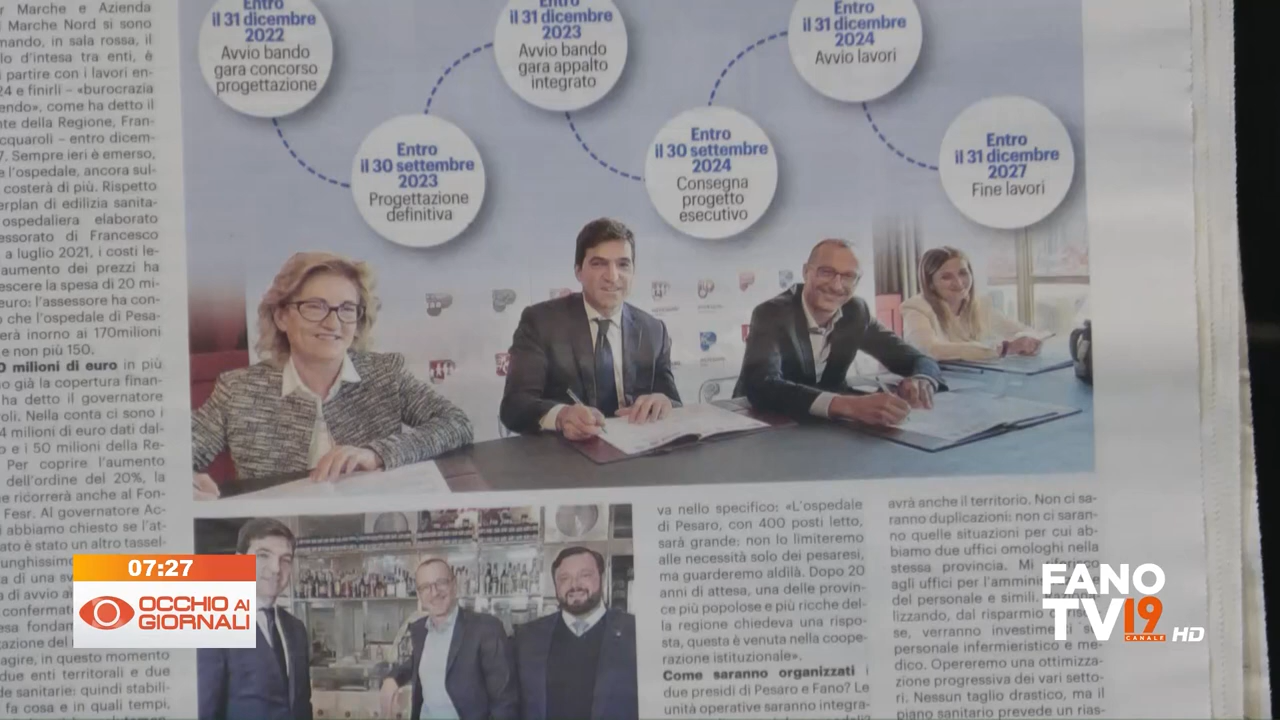 r Marche e Azienda
i Marche Nord si sono
in sala rossa, il
lo d'intesa tra enti, è
partire con i lavori en-
24 e finirli – «burocrazia
come ha detto il
nte della Regione, Fran-
cquaroli – entro dicem-
7. Sempre ieri è emerso,
e l'ospedale, ancora sul-
costerà di più. Rispetto
erplan di edilizia sanita-
ospedaliera elaborato
essorato di Francesco
a luglio 2021, i costi le-
aumento dei prezzi ha
escere la spesa di 20 mi-
euro: l'assessore ha con-
o che l'ospedale di Pesa-
erà inorno ai 170milioni
e non più 150.
0 milioni di euro in più
no già la copertura finan-
ha detto il governatore
oli. Nella conta ci sono i
4 milioni di euro dati dal-
o e i 50 milioni della Re-
Per coprire l'aumento
dell'ordine del 20%, la
e ricorrerà anche al Fon-
Fesr. Al governatore Ac-
i abbiamo chiesto se l'at-
ato è stato un altro tassel-
unghissimo
a di una
a di avvio
confermat
esa fondam
tazione del
agire, in questo momento
due enti territoriali e due
de sanitarie: quindi stabili-
fa cosa e in quali tempi,
Entro
il 31 dicembre
2022
Avvio bando
gara concorso
progettazione
Entro
il 30 settembre
2023
Progettazione
definitiva
Entro
il 31 dicembre
2023
Avvio bando
gara appalto
integrato
Entro
il 30 settembre
2024
Consegna
progetto
esecutivo
Entro
il 31 dicembre
2024
Avvio lavori
Entro
il 31 dicembre
2027
Fine lavori
va nello specifico: «L'ospedale
di Pesaro, con 400 posti letto,
sarà grande: non lo limiteremo
alle necessità solo dei pesaresi,
ma guarderemo aldilà. Dopo 20
anni di attesa, una delle provin-
ce più popolose e più ricche del-
la regione chiedeva una rispo-
sta, questa è venuta nella coope-
razione istituzionale».
Come saranno organizzati i
due presidi di Pesaro e Fano? Le
unità operative saranno integra-
avrà anche il territorio. Non ci sa-
ranno duplicazioni: non ci saran-
no quelle situazioni per cui ab-
biamo due uffici omologhi nella
stessa provincia. Mi riferisco
agli uffici per l'ammin
del personale e simili.
lizzando, dal risparmio
se, verranno investimenti su
personale infermieristico e me-
dico. Opereremo una ottimizza-
zione progressiva dei vari setto-
ri. Nessun taglio drastico, ma il
piano sanitario prevede un rias-
07:27
OCCHIO AI
GIORNALI
FANO
TV19
CANALE
HD